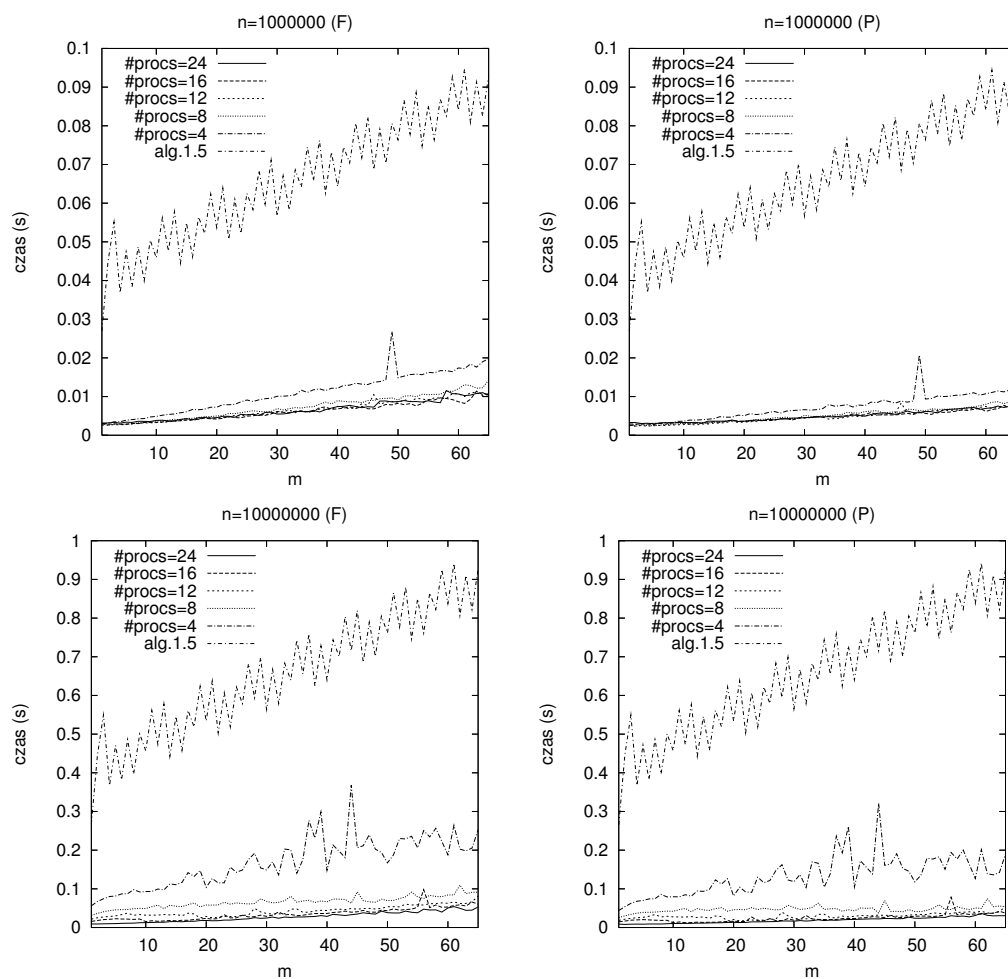 n=1000000 (F)
0.1
0.09
0.08
0.07
0.06
0.05
0.04
0.03
0.02
0.01
0
czas (s)
#procs=24
#procs=16
#procs=12
#procs=8
#procs=4
alg.1.5
10 20 30 40 50 60
m
n=1000000 (P)
0.1
0.09
0.08
0.07
0.06
0.05
0.04
0.03
0.02
0.01
0
czas (s)
#procs=24
#procs=16
#procs=12
#procs=8
#procs=4
alg.1.5
10 20 30 40 50 60
m
n=10000000 (F)
1
0.9
0.8
0.7
0.6
0.5
0.4
0.3
0.2
0.1
0
czas (s)
#procs=24
#procs=16
#procs=12
#procs=8
#procs=4
alg.1.5
10 20 30 40 50 60
m
n=10000000 (P)
1
0.9
0.8
0.7
0.6
0.5
0.4
0.3
0.2
0.1
0
czas (s)
#procs=24
#procs=16
#procs=12
#procs=8
#procs=4
alg.1.5
10 20 30 40 50 60
m